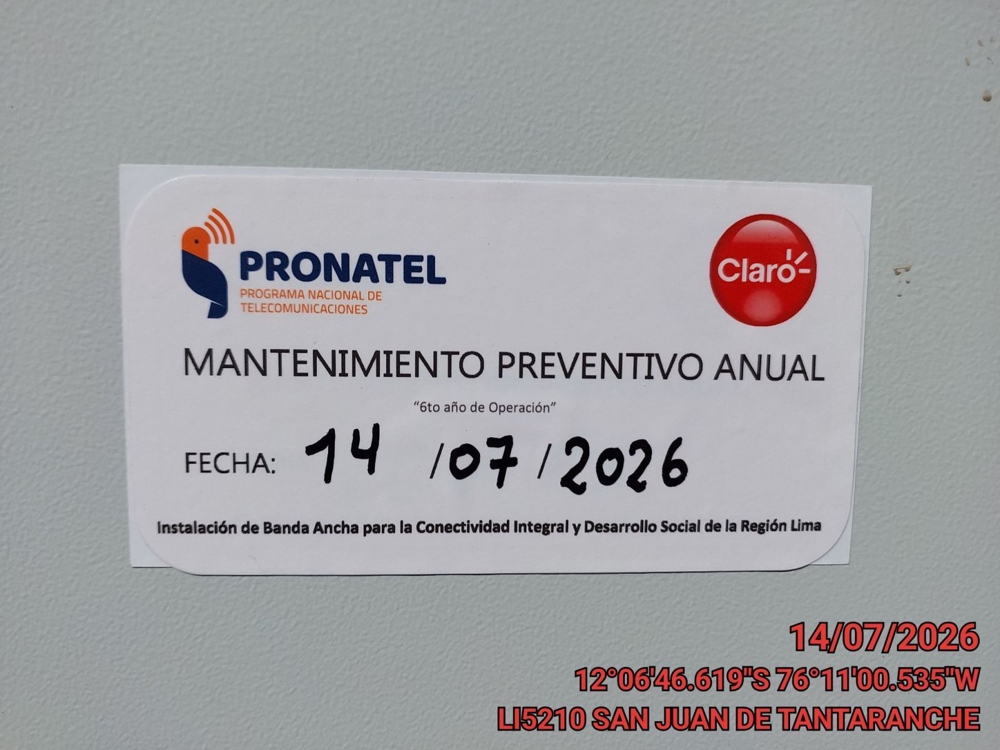 PRONATEL
PROGRAMA NACIONAL DE
TELECOMUNICACIONES
Claro
MANTENIMIENTO PREVENTIVO ANUAL
“6to año de Operación”
FECHA: 14 /07 / 2026
Instalación de Banda Ancha para la Conectividad Integral y Desarrollo Social de la Región Lima
14/07/2026
12°06'46.619"S 76°11'00.535"W
LI5210 SAN JUAN DE TANTARANCHE